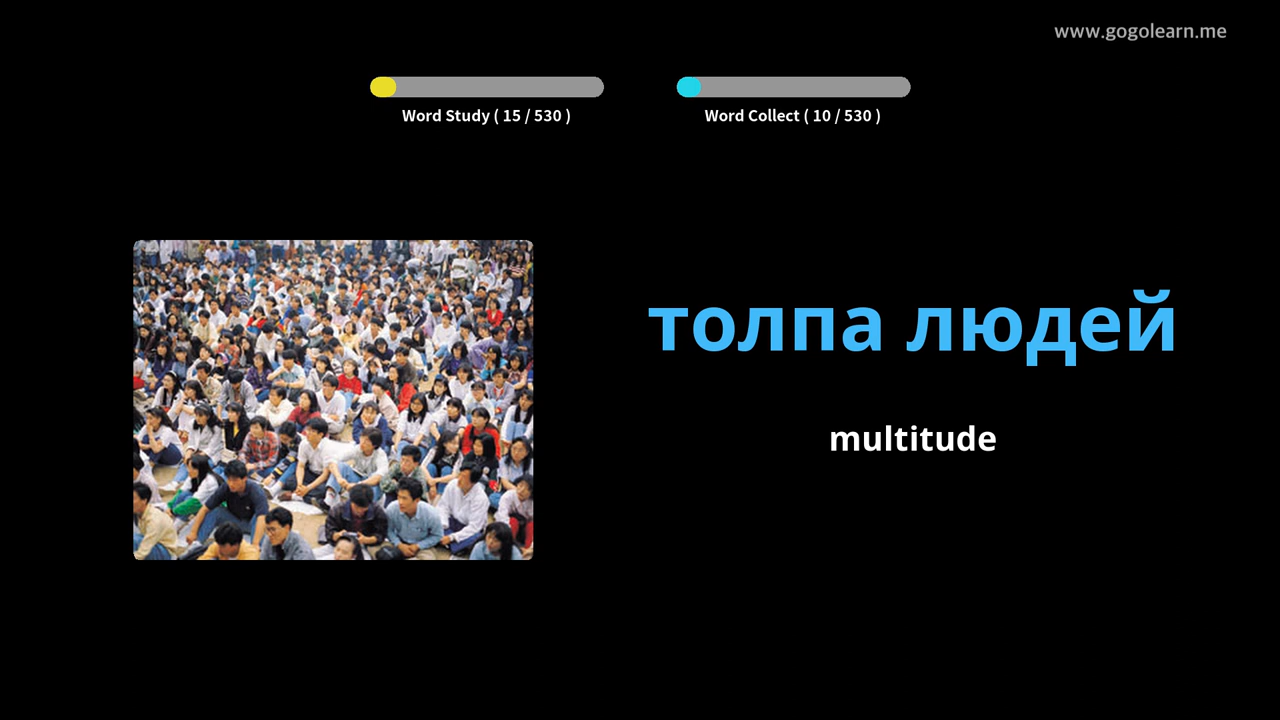 www.gogolearn.me
Word Study ( 15 / 530 )
Word Collect ( 10 / 530 )
толпа людей
multitude